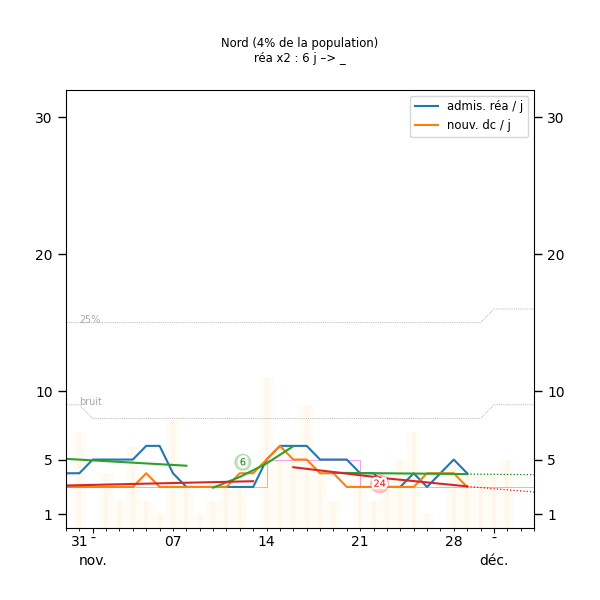 Nord (4% de la population)
réa x2 : 6 j –> _
admis. réa / j
nouv. dc / j
30 30
20 20
25%
10 10
bruit
5 5
6
24
1 1
31 - 07 14 21 28 -
nov. déc.